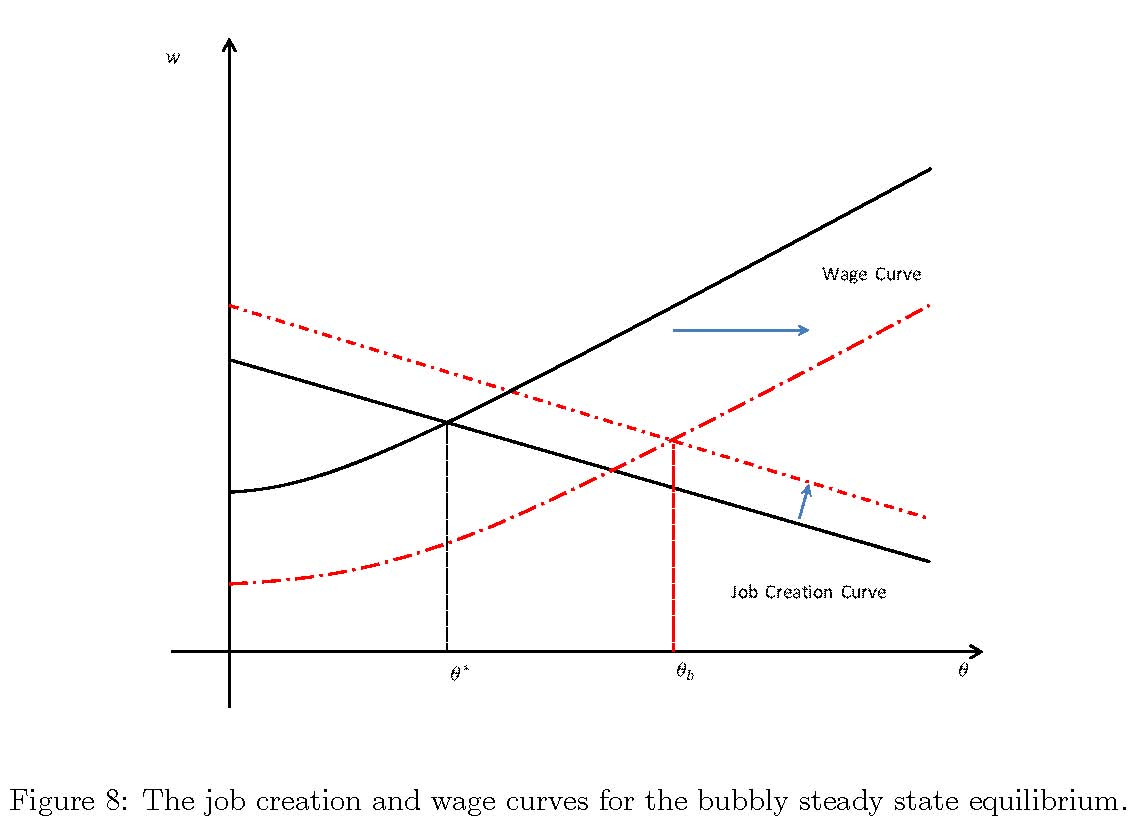 w
Wage Curve
Job Creation Curve
θ*
θ_b
θ
Figure 8: The job creation and wage curves for the bubbly steady state equilibrium.